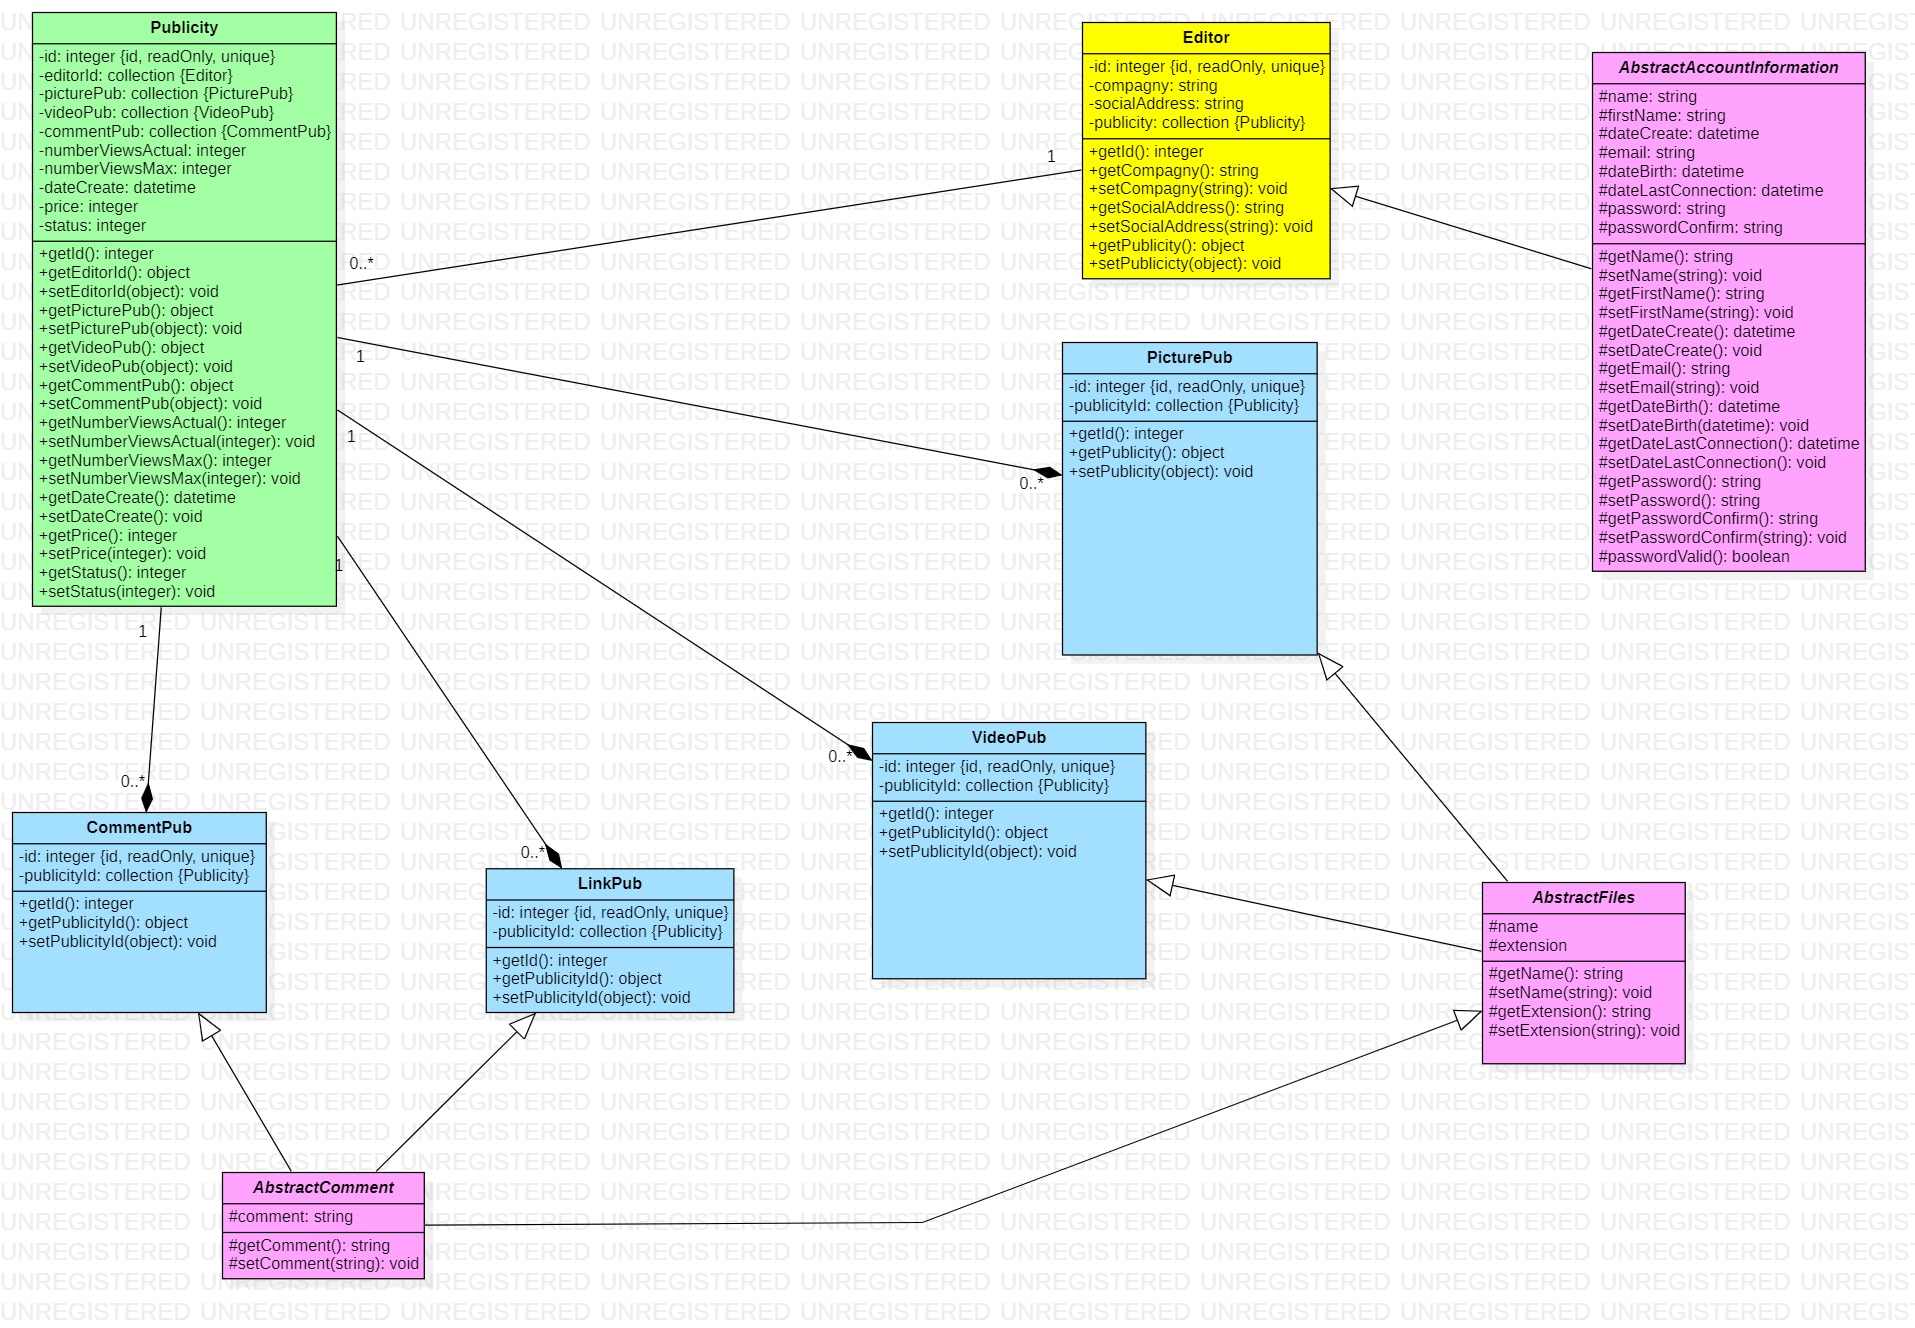 Publicity
-id: integer {id, readOnly, unique}
-editorId: collection {Editor}
-picturePub: collection {PicturePub}
-videoPub: collection {VideoPub}
-commentPub: collection {CommentPub}
-numberViewsActual: integer
-numberViewsMax: integer
-dateCreate: datetime
-price: integer
-status: integer
+getId(): integer
+getEditorId(): object
+setEditorId(object): void
+getPicturePub(): object
+setPicturePub(object): void
+getVideoPub(): object
+setVideoPub(object): void
+getCommentPub(): object
+setCommentPub(object): void
+getNumberViewsActual(): integer
+setNumberViewsActual(integer): void
+getNumberViewsMax(): integer
+setNumberViewsMax(integer): void
+getDateCreate(): datetime
+setDateCreate(): void
+getPrice(): integer
+setPrice(integer): void
+getStatus(): integer
+setStatus(integer): void
Editor
-id: integer {id, readOnly, unique}
-compagny: string
-socialAddress: string
-publicity: collection {Publicity}
+getId(): integer
+getCompagny(): string
+setCompagny(string): void
+getSocialAddress(): string
+setSocialAddress(string): void
+getPublicity(): object
+setPublicicty(object): void
AbstractAccountInformation
#name: string
#firstName: string
#dateCreate: datetime
#email: string
#dateBirth: datetime
#dateLastConnection: datetime
#password: string
#passwordConfirm: string
#getName(): string
#setName(string): void
#getFirstName(): string
#setFirstName(string): void
#getDateCreate(): datetime
#setDateCreate(): void
#getEmail(): string
#setEmail(string): void
#getDateBirth(): datetime
#setDateBirth(datetime): void
#getDateLastConnection(): datetime
#setDateLastConnection(): void
#getPassword(): string
#setPassword(): string
#getPasswordConfirm(): string
#setPasswordConfirm(string): void
#passwordValid(): boolean
1
0..*
1
0..*
1
0..*
1
0..*
1
0..*
PicturePub
-id: integer {id, readOnly, unique}
-publicityId: collection {Publicity}
+getId(): integer
+getPublicity(): object
+setPublicity(object): void
VideoPub
-id: integer {id, readOnly, unique}
-publicityId: collection {Publicity}
+getId(): integer
+getPublicityId(): object
+setPublicityId(object): void
CommentPub
-id: integer {id, readOnly, unique}
-publicityId: collection {Publicity}
+getId(): integer
+getPublicityId(): object
+setPublicityId(object): void
LinkPub
-id: integer {id, readOnly, unique}
-publicityId: collection {Publicity}
+getId(): integer
+getPublicityId(): object
+setPublicityId(object): void
AbstractFiles
#name
#extension
#getName(): string
#setName(string): void
#getExtension(): string
#setExtension(string): void
AbstractComment
#comment: string
#getComment(): string
#setComment(string): void
UNREGISTERED